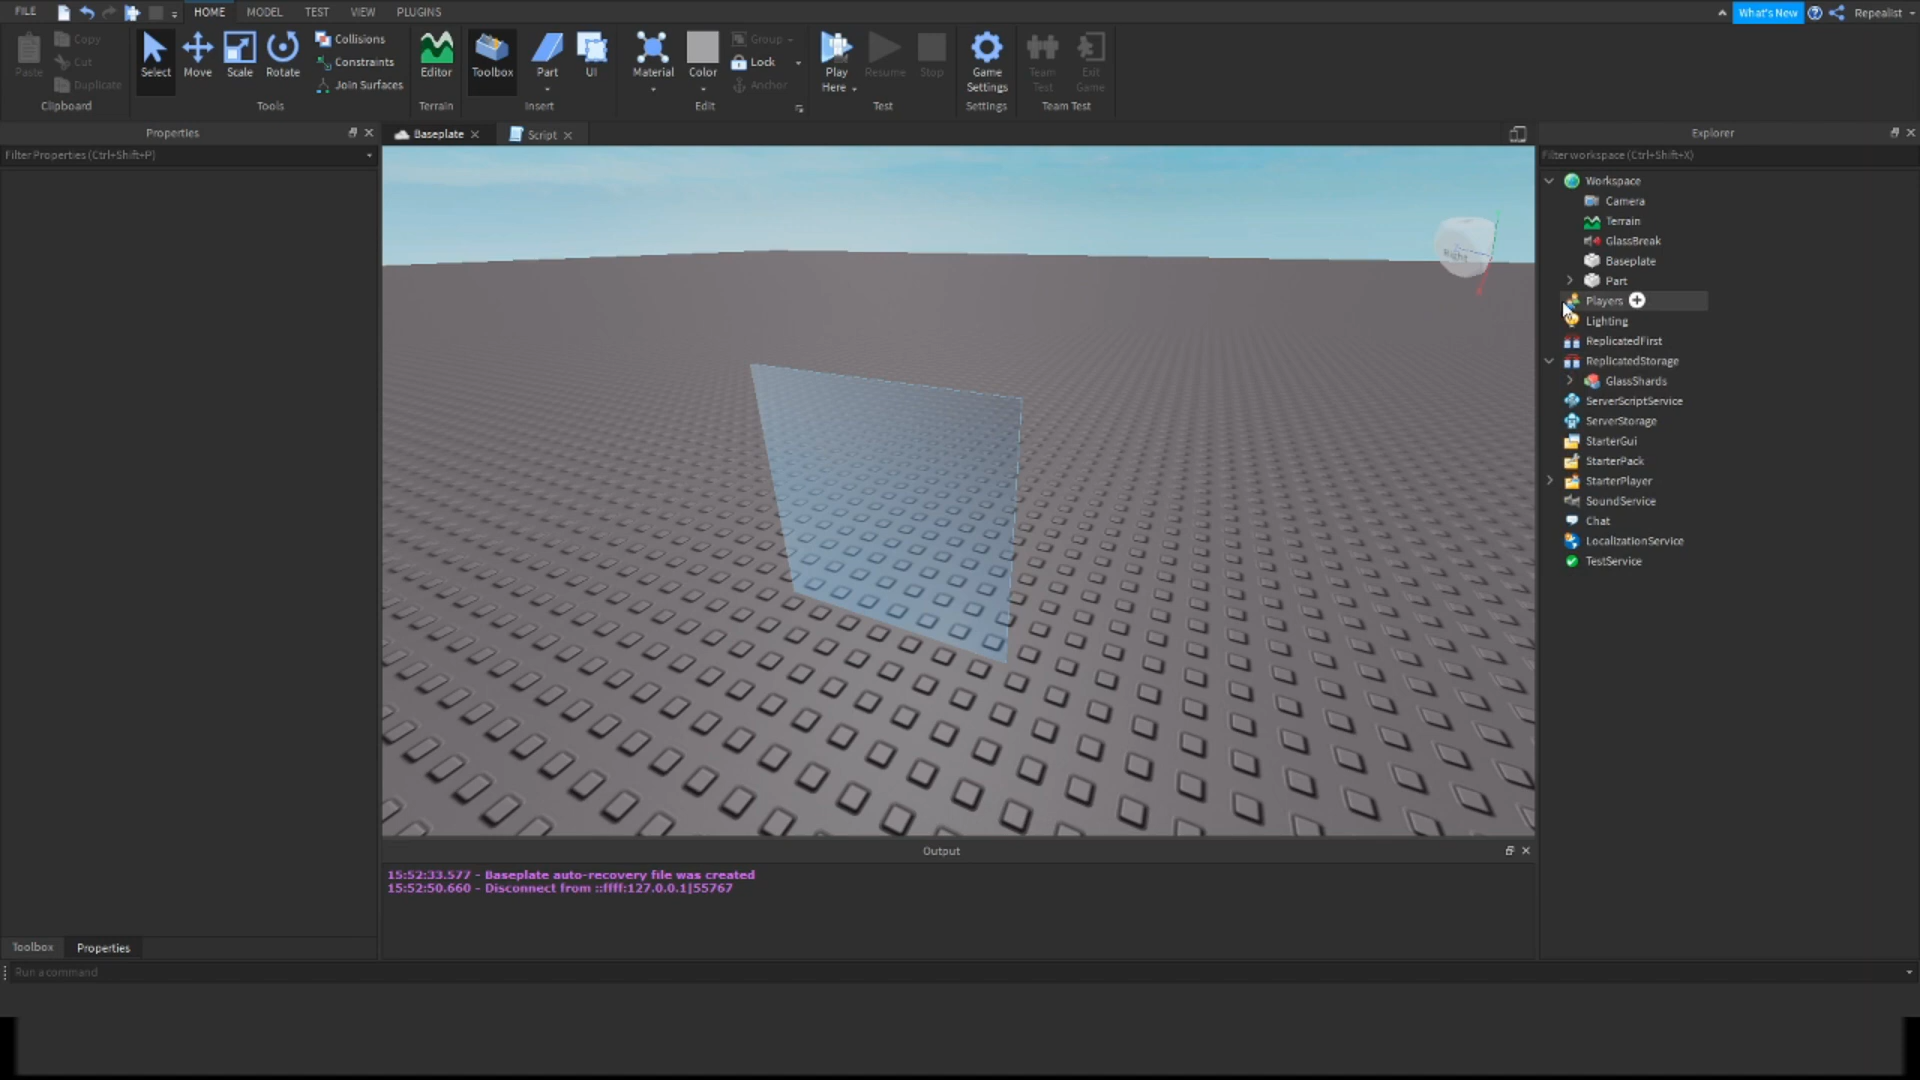 FILE HOME MODEL TEST VIEW PLUGINS What's New Repealist
Paste Copy Cut Duplicate
Clipboard
Select Move Scale Rotate
Collisions
Constraints
Join Surfaces
Tools
Editor
Terrain
Toolbox Part UI
Insert
Material Color
Group
Lock
Anchor
Edit
Play Here Resume Stop
Test
Game Settings
Settings
Team Test Exit Game
Team Test
Properties
Filter Properties (Ctrl+Shift+P)
Baseplate Script
Right
Explorer
Filter workspace (Ctrl+Shift+X)
Workspace
Camera
Terrain
GlassBreak
Baseplate
Part
Players
Lighting
ReplicatedFirst
ReplicatedStorage
GlassShards
ServerScriptService
ServerStorage
StarterGui
StarterPack
StarterPlayer
SoundService
Chat
LocalizationService
TestService
Output
15:52:33.577 - Baseplate auto-recovery file was created
15:52:50.660 - Disconnect from ::ffff:127.0.0.1|55767
Toolbox Properties
Run a command